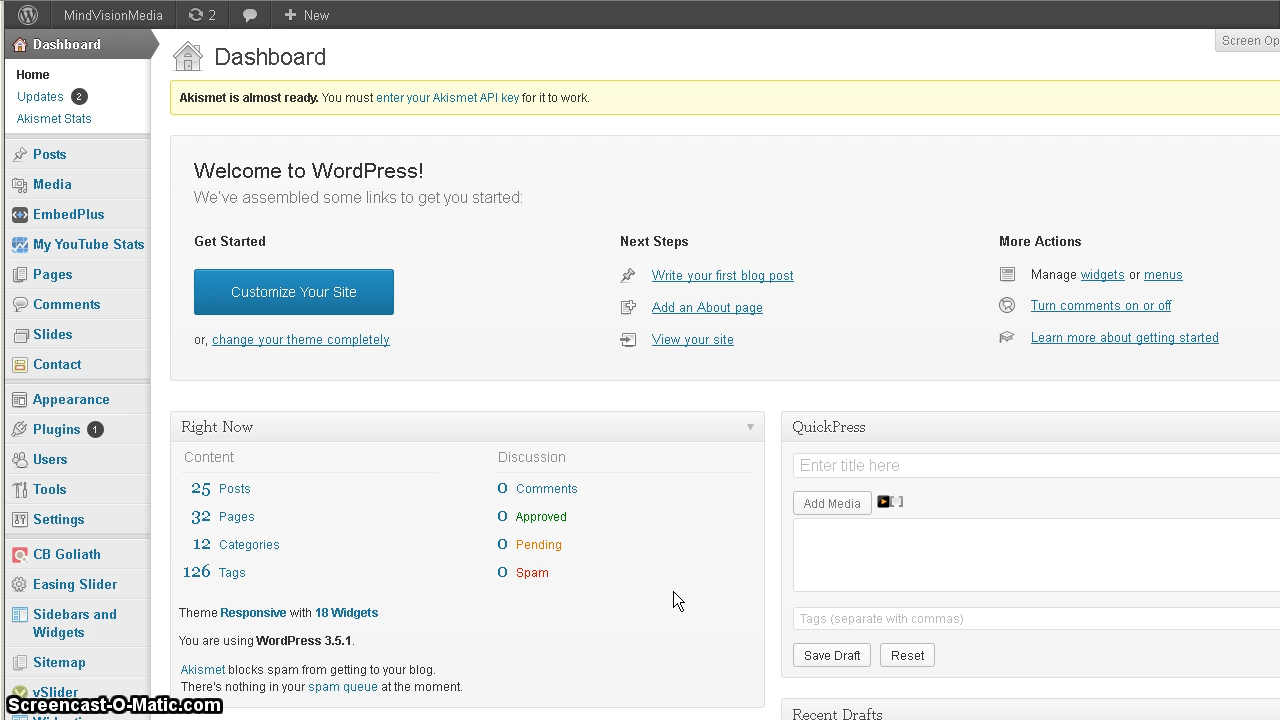 MindVisionMedia 2 New
Dashboard
Home
Updates 2
Akismet Stats
Posts
Media
EmbedPlus
My YouTube Stats
Pages
Comments
Slides
Contact
Appearance
Plugins 1
Users
Tools
Settings
CB Goliath
Easing Slider
Sidebars and
Widgets
Sitemap
vSlider
Screen Op
Dashboard
Akismet is almost ready. You must enter your Akismet API key for it to work.
Welcome to WordPress!
We've assembled some links to get you started:
Get Started
Customize Your Site
or, change your theme completely
Next Steps
Write your first blog post
Add an About page
View your site
More Actions
Manage widgets or menus
Turn comments on or off
Learn more about getting started
Right Now
Content
25 Posts
32 Pages
12 Categories
126 Tags
Discussion
0 Comments
0 Approved
0 Pending
0 Spam
Theme Responsive with 18 Widgets
You are using WordPress 3.5.1.
Akismet blocks spam from getting to your blog.
There's nothing in your spam queue at the moment.
QuickPress
Enter title here
Add Media
Tags (separate with commas)
Save Draft Reset
Recent Drafts
Screencast-O-Matic.com